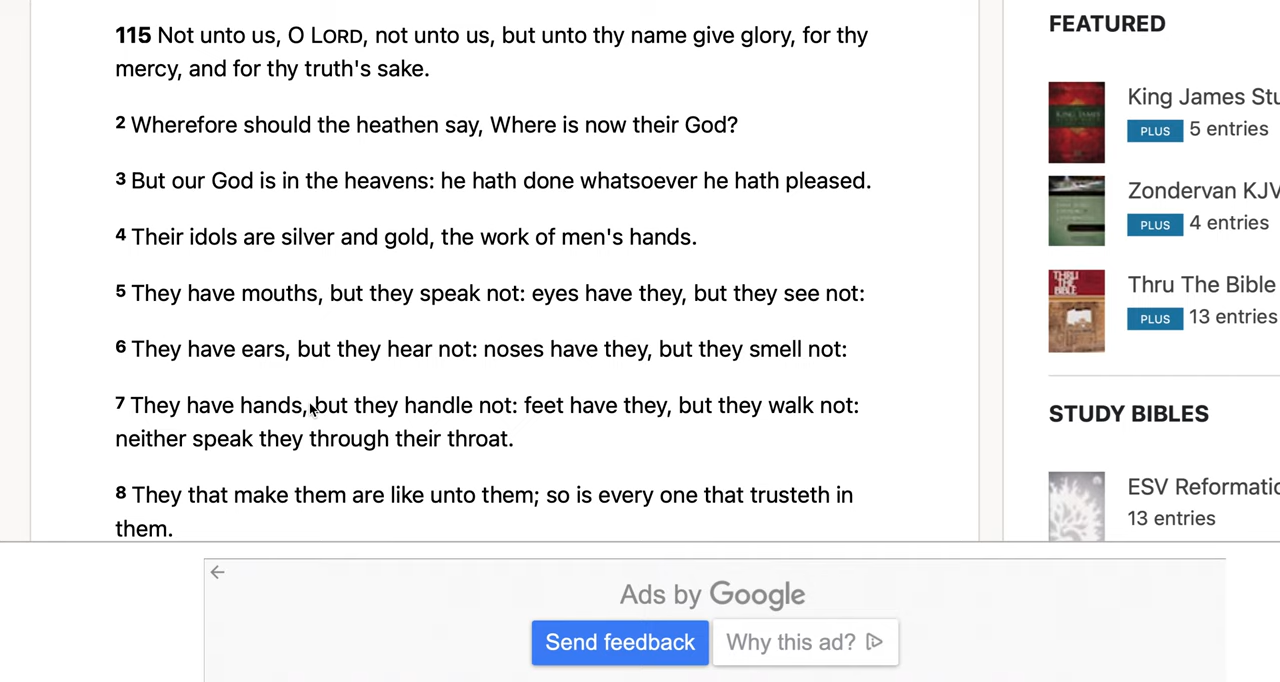 115 Not unto us, O LORD, not unto us, but unto thy name give glory, for thy
mercy, and for thy truth's sake.
2 Wherefore should the heathen say, Where is now their God?
3 But our God is in the heavens: he hath done whatsoever he hath pleased.
4 Their idols are silver and gold, the work of men's hands.
5 They have mouths, but they speak not: eyes have they, but they see not:
6 They have ears, but they hear not: noses have they, but they smell not:
7 They have hands, but they handle not: feet have they, but they walk not:
neither speak they through their throat.
8 They that make them are like unto them; so is every one that trusteth in
them.
FEATURED
King James Stu
PLUS 5 entries
Zondervan KJV
PLUS 4 entries
THRU THE BIBLE
Thru The Bible
PLUS 13 entries
STUDY BIBLES
ESV Reformatio
13 entries
Ads by Google
Send feedback
Why this ad?